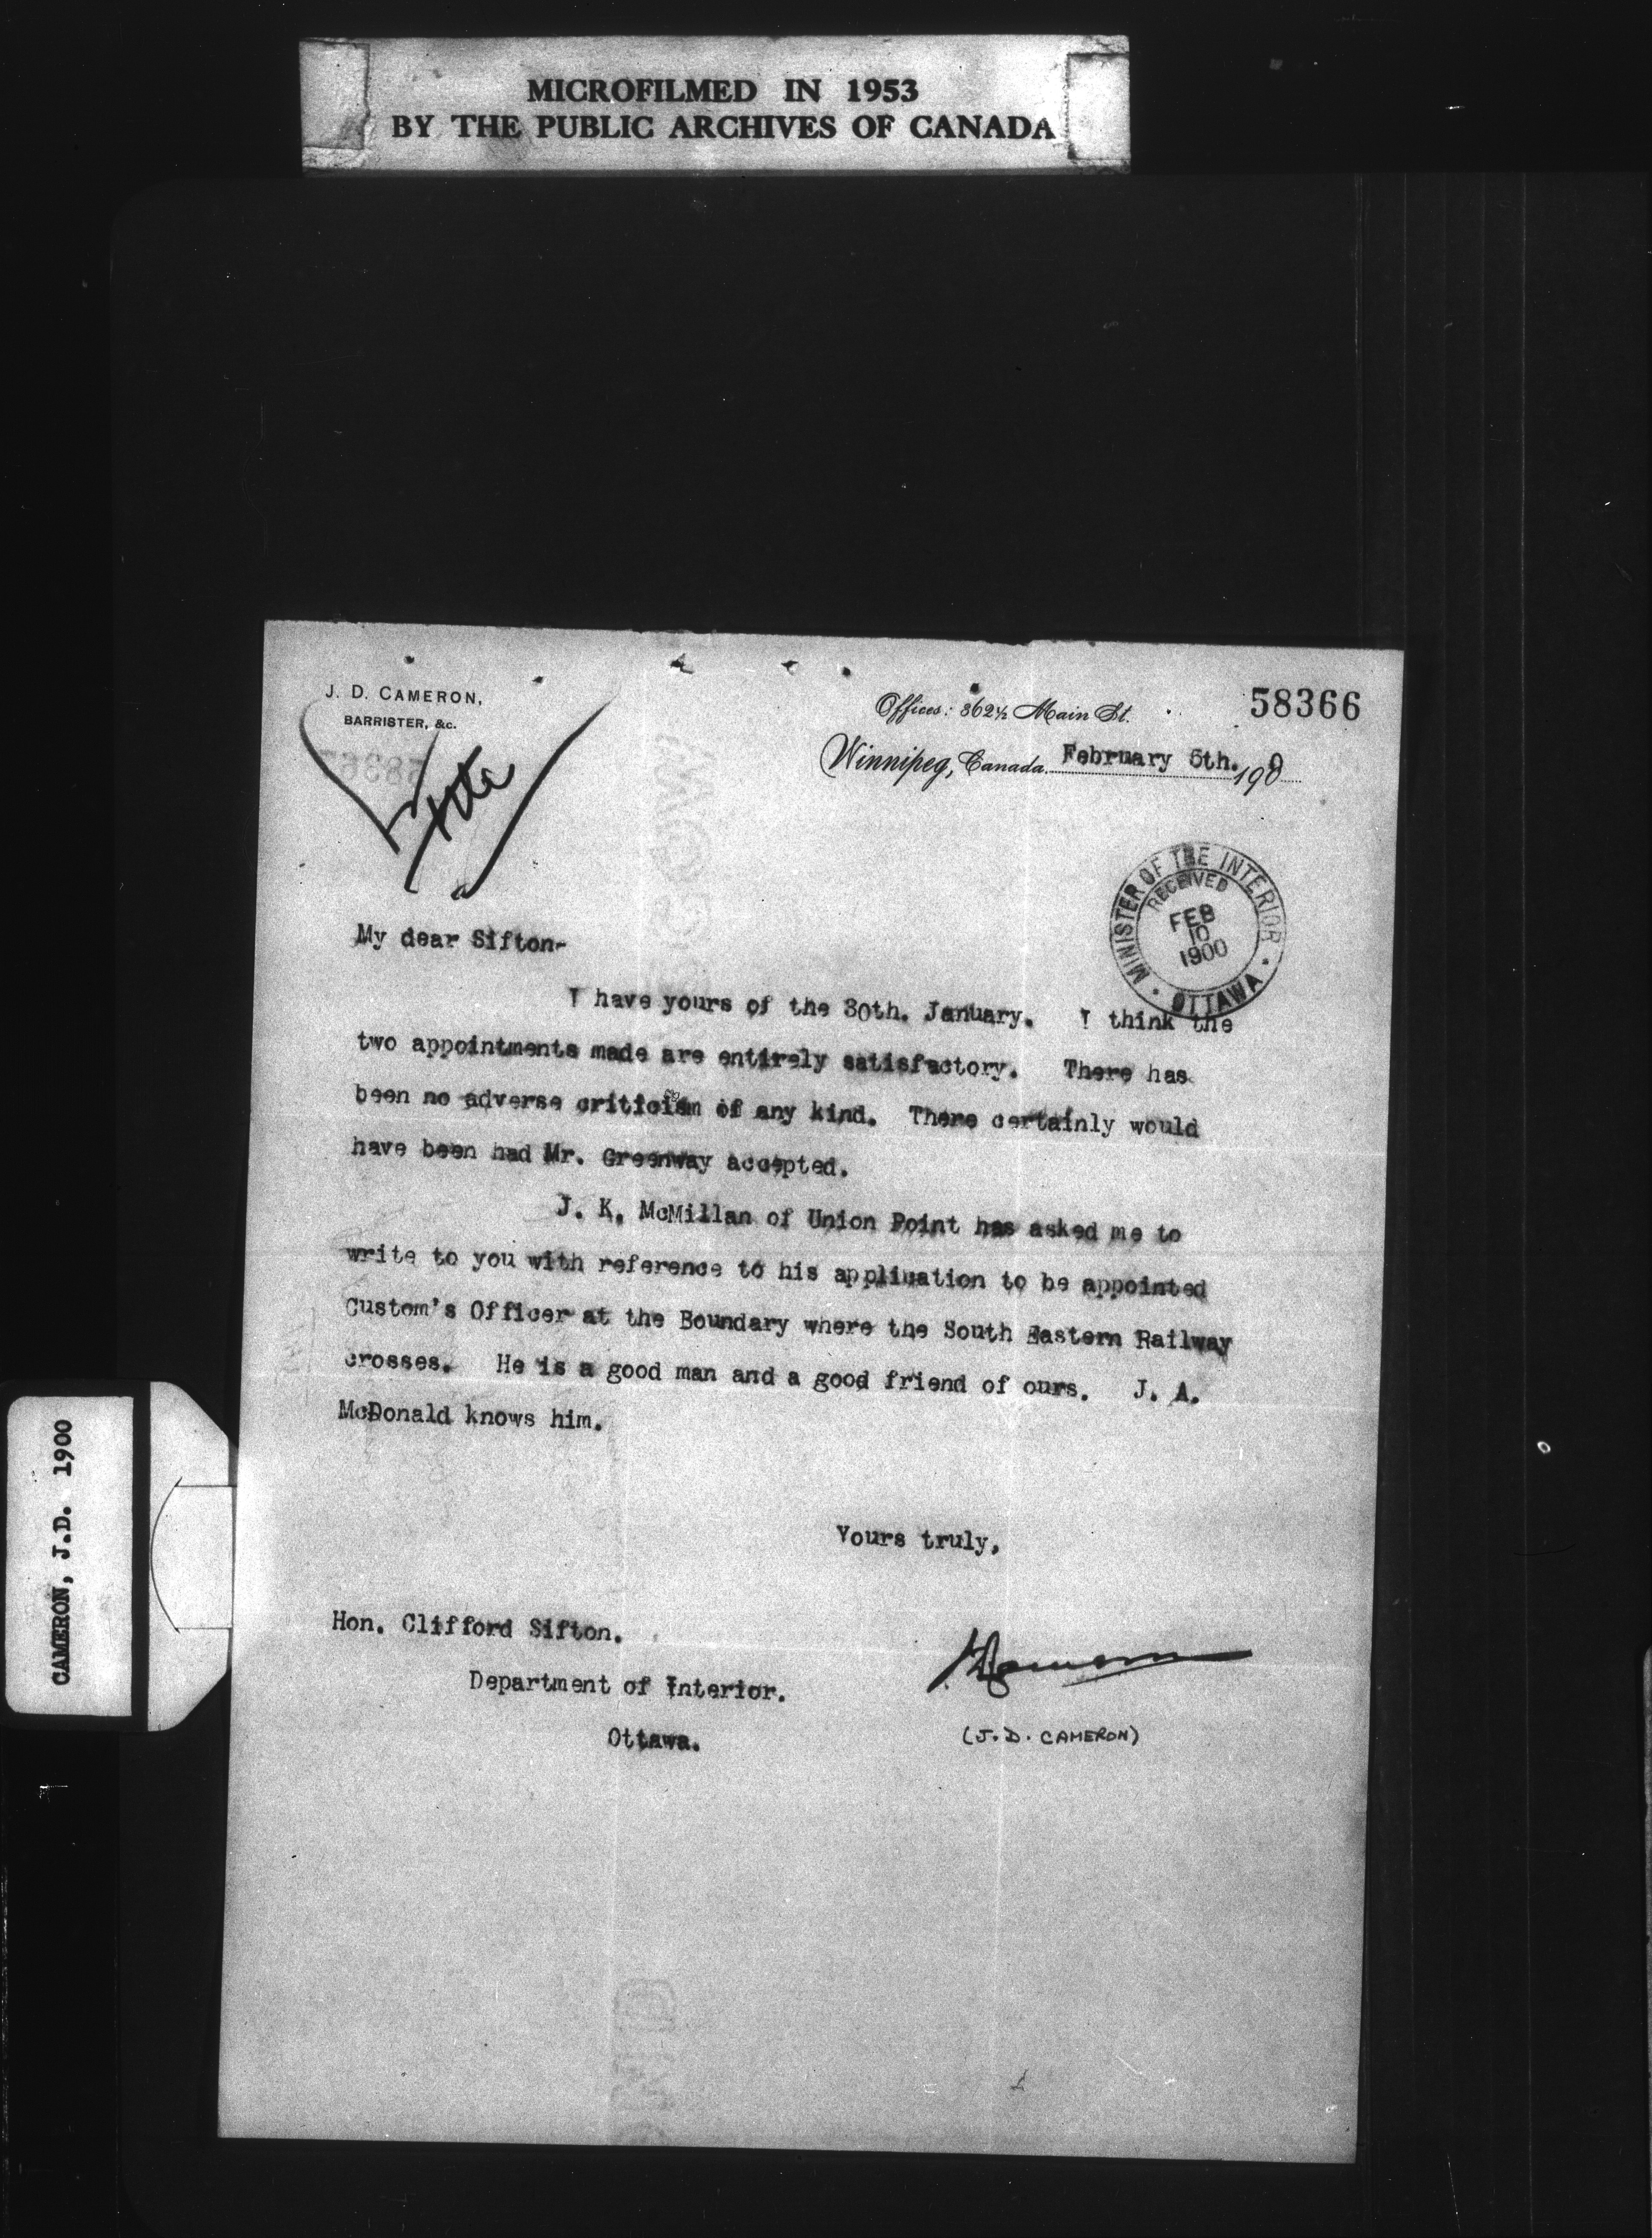 MICROFILMED IN 1953
BY THE PUBLIC ARCHIVES OF CANADA
J. D. CAMERON,
BARRISTER, &c.
Offices: 362½ Main St.
58366
Winnipeg, Canada. February 6th. 1900
MINISTER OF THE INTERIOR
RECEIVED
FEB
10
1900
OTTAWA
My dear Sifton-
I have yours of the 30th. January. I think the
two appointments made are entirely satisfactory. There has
been no adverse criticism of any kind. There certainly would
have been had Mr. Greenway accepted.
J. K. McMillan of Union Point has asked me to
write to you with reference to his application to be appointed
Custom's Officer at the Boundary where the South Eastern Railway
crosses. He is a good man and a good friend of ours. J. A.
McDonald knows him.
Yours truly,
Hon. Clifford Sifton.
Department of Interior.
Ottawa.
JDCameron
(J. D. CAMERON)
CAMERON, J.D. 1900